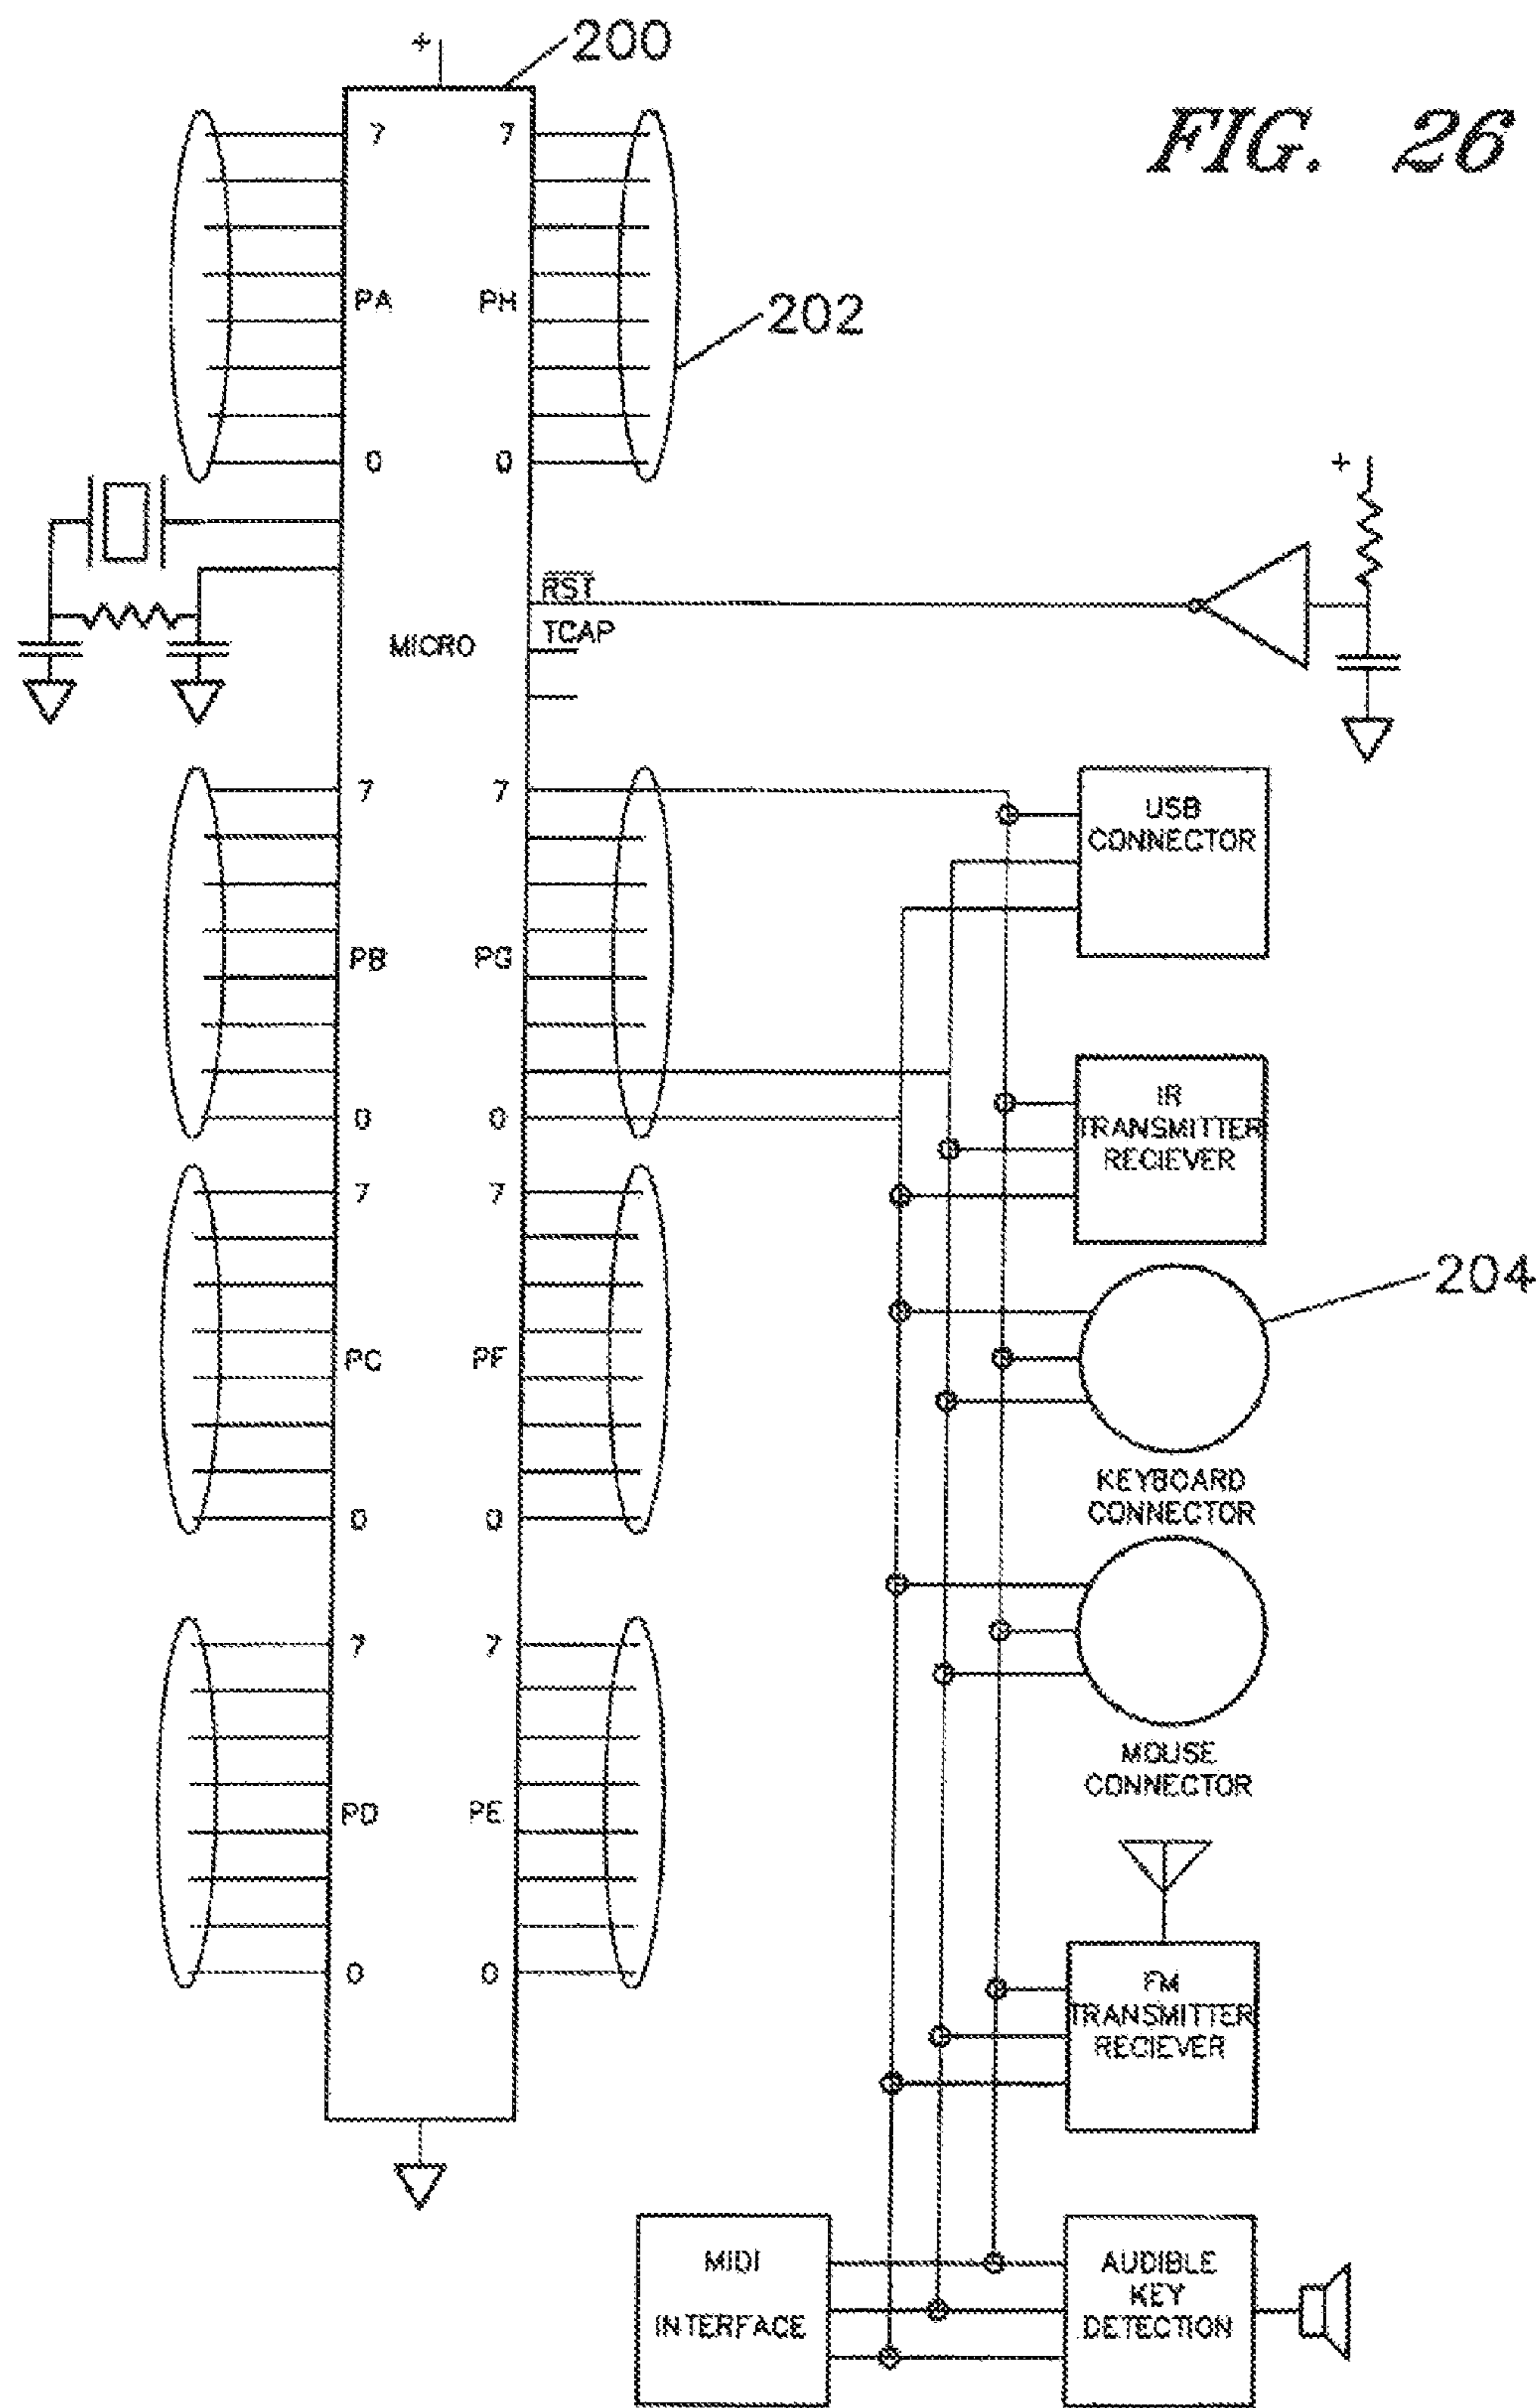 +
200
FIG. 26
7 7
PA PH
202
0 0
+
RST
TCAP
MICRO
7 7
USB
CONNECTOR
PB PG
0 0
IR
TRANSMITTER
RECIEVER
7 7
204
PC PF
KEYBOARD
CONNECTOR
0 0
7 7
MOUSE
CONNECTOR
PD PE
0 0
FM
TRANSMITTER
RECIEVER
MIDI
INTERFACE
AUDIBLE
KEY
DETECTION